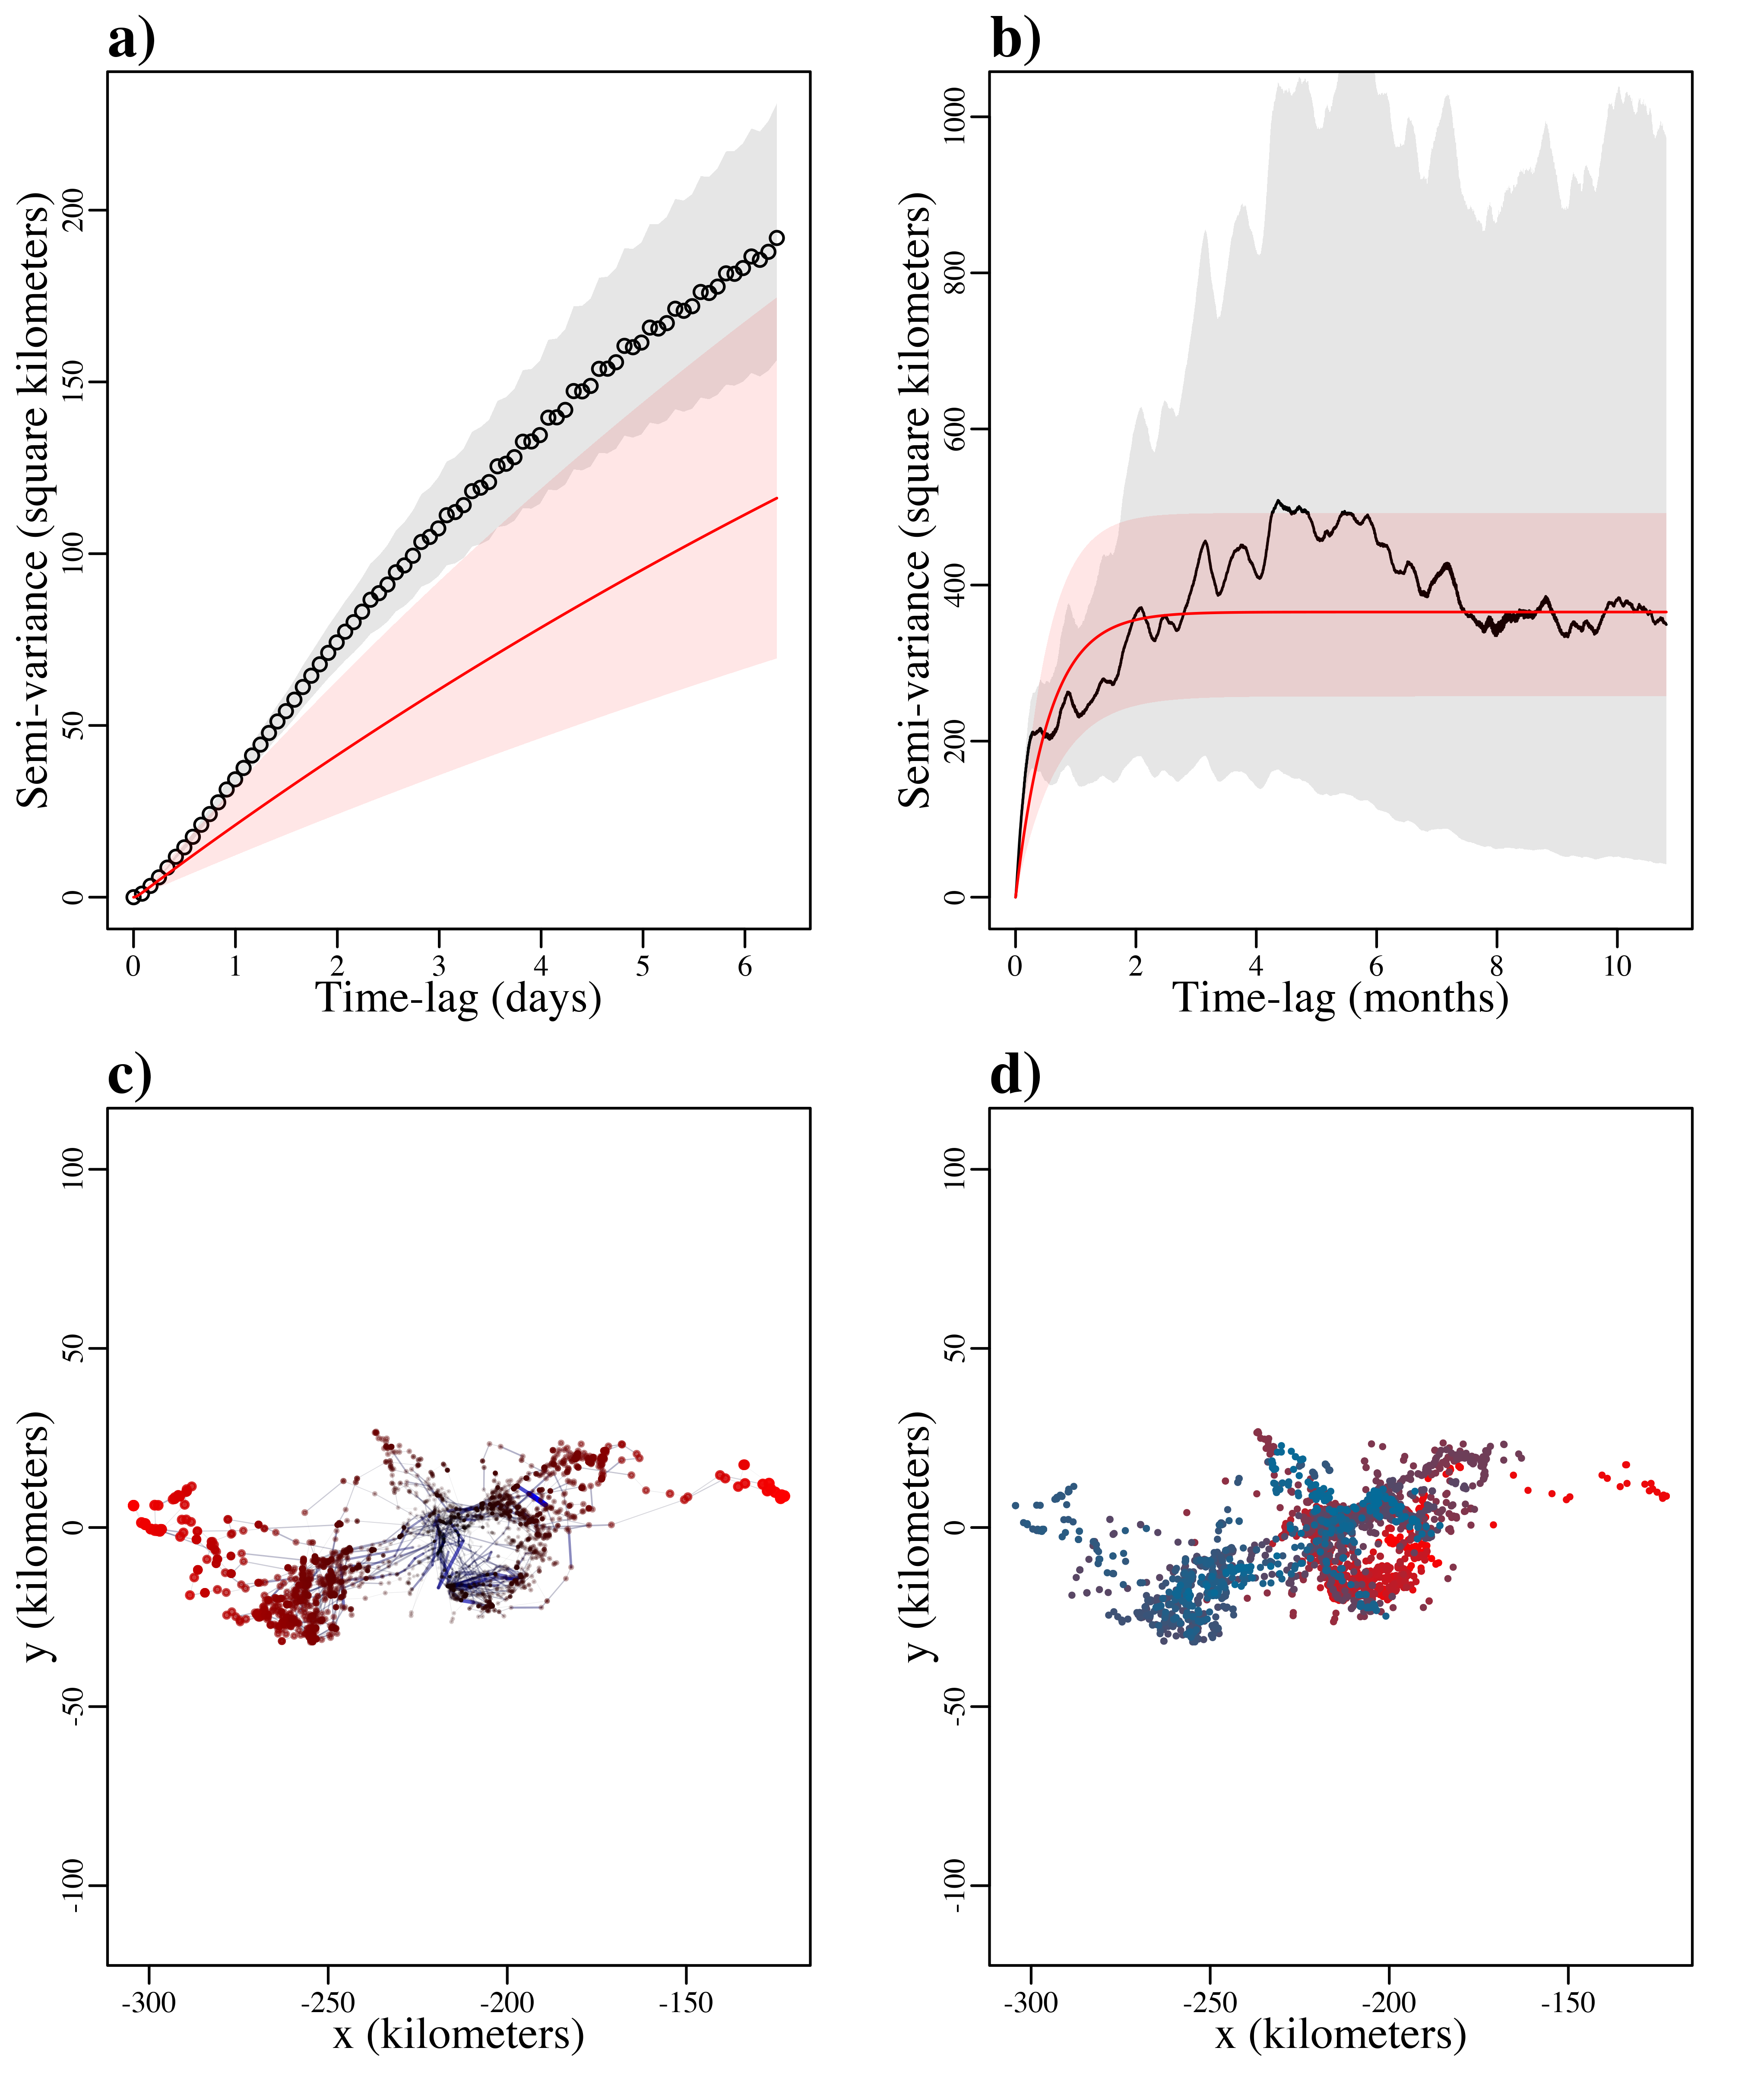 a)
Semi-variance (square kilometers)
0 50 100 150 200
0 1 2 3 4 5 6
Time-lag (days)
b)
Semi-variance (square kilometers)
0 200 400 600 800 1000
0 2 4 6 8 10
Time-lag (months)
c)
y (kilometers)
-100 -50 0 50 100
-300 -250 -200 -150
x (kilometers)
d)
y (kilometers)
-100 -50 0 50 100
-300 -250 -200 -150
x (kilometers)